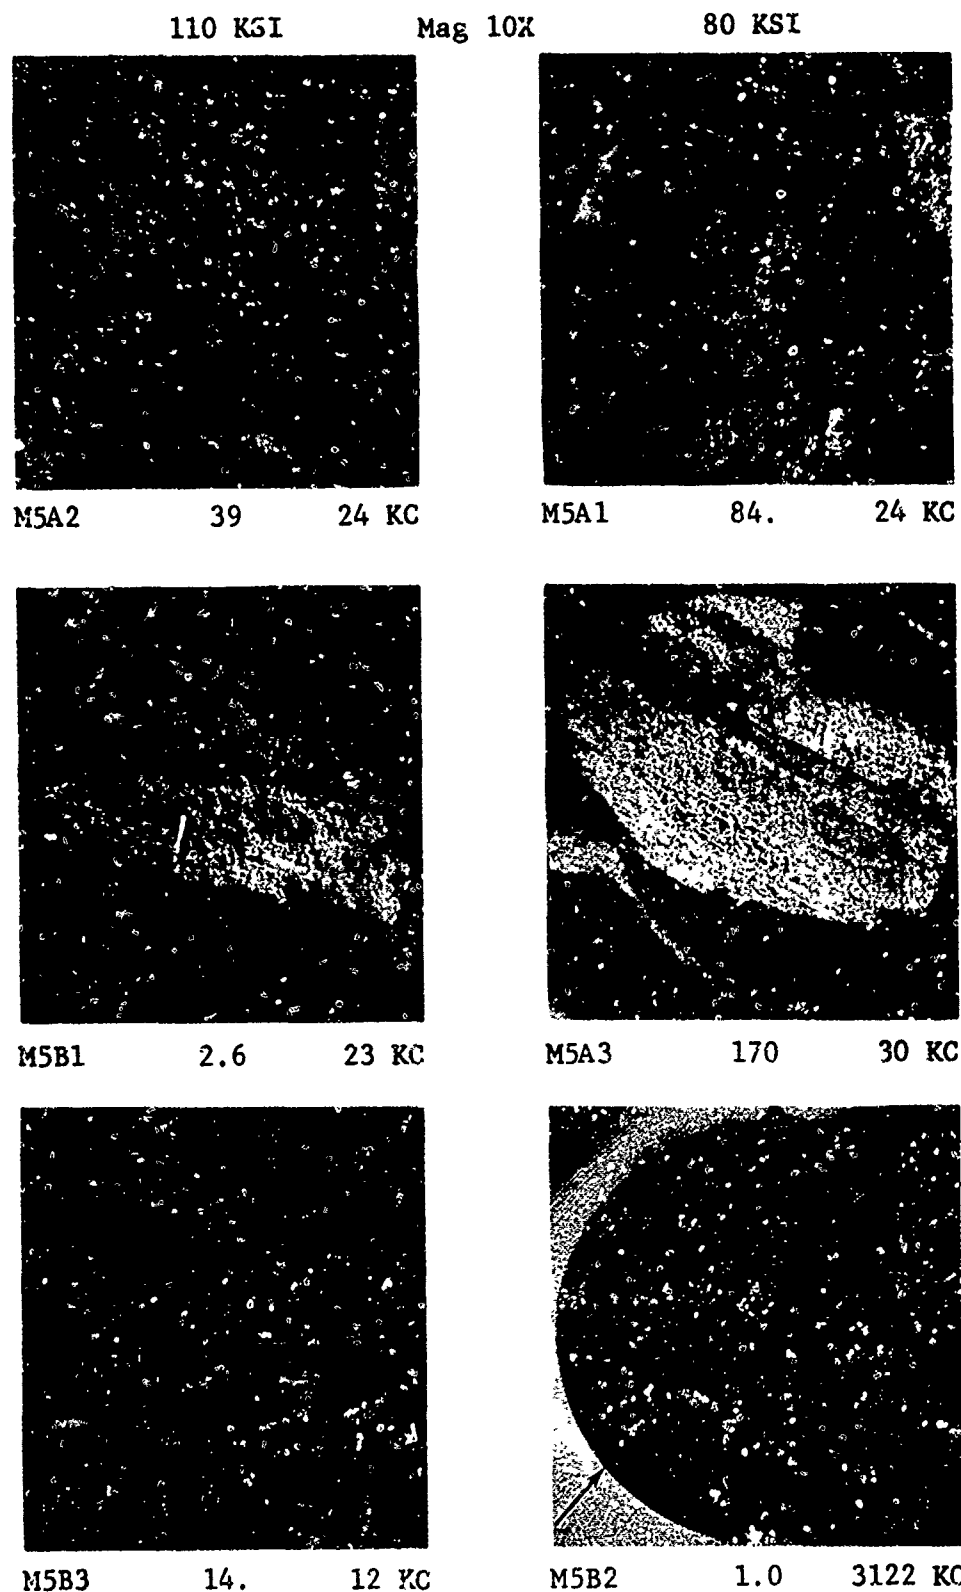 110 KSI Mag 10X 80 KSI
M5A2 39 24 KC
M5A1 84. 24 KC
M5B1 2.6 23 KC
M5A3 170 30 KC
M5B3 14. 12 KC
M5B2 1.0 3122 KC